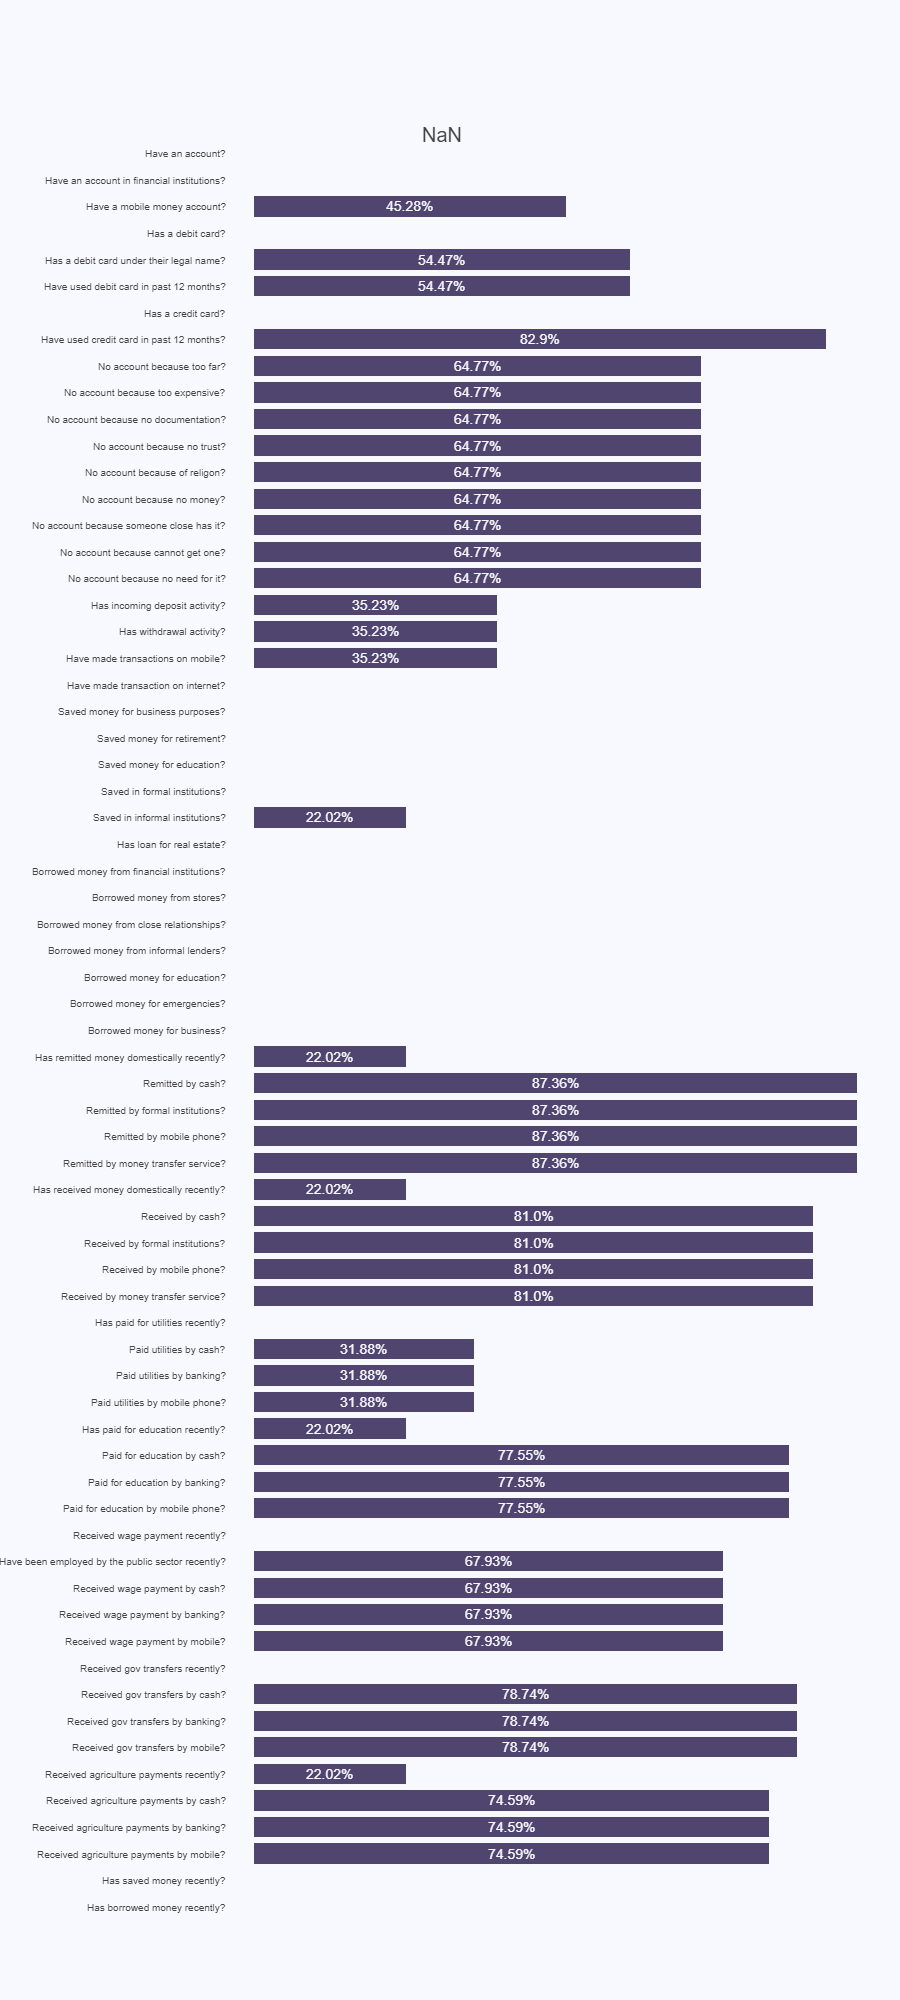 NaN
Have an account?
Have an account in financial institutions?
Have a mobile money account? 45.28%
Has a debit card?
Has a debit card under their legal name? 54.47%
Have used debit card in past 12 months? 54.47%
Has a credit card?
Have used credit card in past 12 months? 82.9%
No account because too far? 64.77%
No account because too expensive? 64.77%
No account because no documentation? 64.77%
No account because no trust? 64.77%
No account because of religon? 64.77%
No account because no money? 64.77%
No account because someone close has it? 64.77%
No account because cannot get one? 64.77%
No account because no need for it? 64.77%
Has incoming deposit activity? 35.23%
Has withdrawal activity? 35.23%
Have made transactions on mobile? 35.23%
Have made transaction on internet?
Saved money for business purposes?
Saved money for retirement?
Saved money for education?
Saved in formal institutions?
Saved in informal institutions? 22.02%
Has loan for real estate?
Borrowed money from financial institutions?
Borrowed money from stores?
Borrowed money from close relationships?
Borrowed money from informal lenders?
Borrowed money for education?
Borrowed money for emergencies?
Borrowed money for business?
Has remitted money domestically recently? 22.02%
Remitted by cash? 87.36%
Remitted by formal institutions? 87.36%
Remitted by mobile phone? 87.36%
Remitted by money transfer service? 87.36%
Has received money domestically recently? 22.02%
Received by cash? 81.0%
Received by formal institutions? 81.0%
Received by mobile phone? 81.0%
Received by money transfer service? 81.0%
Has paid for utilities recently?
Paid utilities by cash? 31.88%
Paid utilities by banking? 31.88%
Paid utilities by mobile phone? 31.88%
Has paid for education recently? 22.02%
Paid for education by cash? 77.55%
Paid for education by banking? 77.55%
Paid for education by mobile phone? 77.55%
Received wage payment recently?
Have been employed by the public sector recently? 67.93%
Received wage payment by cash? 67.93%
Received wage payment by banking? 67.93%
Received wage payment by mobile? 67.93%
Received gov transfers recently?
Received gov transfers by cash? 78.74%
Received gov transfers by banking? 78.74%
Received gov transfers by mobile? 78.74%
Received agriculture payments recently? 22.02%
Received agriculture payments by cash? 74.59%
Received agriculture payments by banking? 74.59%
Received agriculture payments by mobile? 74.59%
Has saved money recently?
Has borrowed money recently?